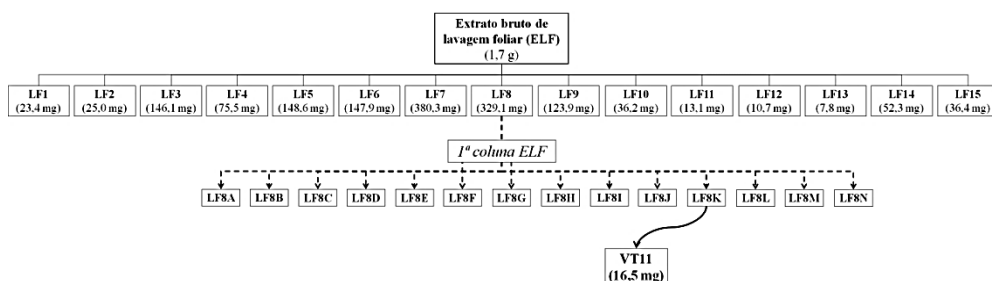 Extrato bruto de
lavagem foliar (ELF)
(1,7 g)
LF1 LF2 LF3 LF4 LF5 LF6 LF7 LF8 LF9 LF10 LF11 LF12 LF13 LF14 LF15
(23,4 mg) (25,0 mg) (146,1 mg) (75,5 mg) (148,6 mg) (147,9 mg) (380,3 mg) (329,1 mg) (123,9 mg) (36,2 mg) (13,1 mg) (10,7 mg) (7,8 mg) (52,3 mg) (36,4 mg)
1ª coluna ELF
LF8A LF8B LF8C LF8D LF8E LF8F LF8G LF8H LF8I LF8J LF8K LF8L LF8M LF8N
VT11
(16,5 mg)